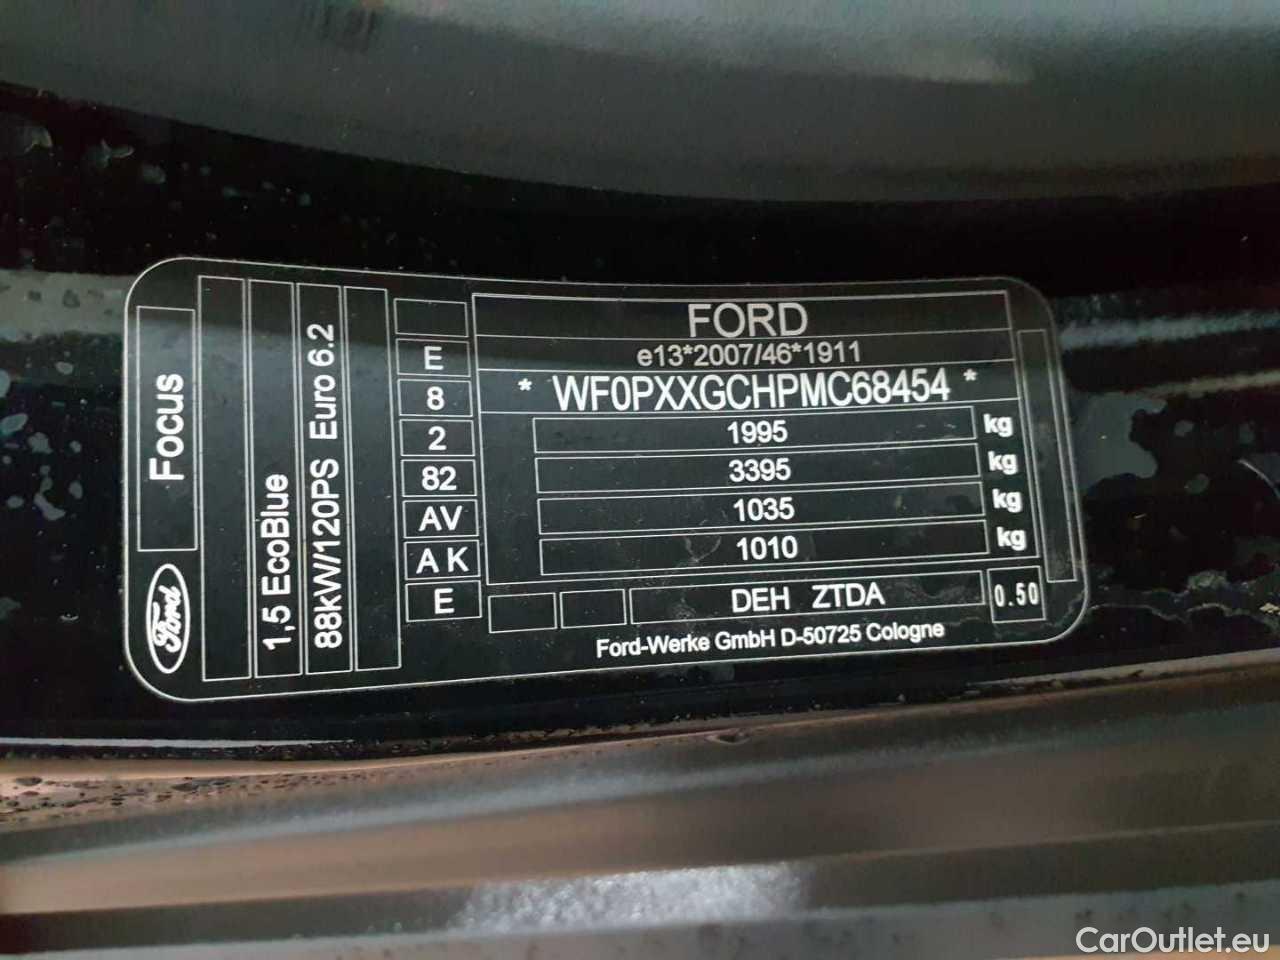 Focus
Ford
1,5 EcoBlue
88kW/120PS Euro 6.2
E
8
2
82
AV
A K
E
FORD
e13*2007/46*1911
* WF0PXXGCHPMC68454 *
1995 kg
3395 kg
1035 kg
1010 kg
DEH ZTDA
0.50
Ford-Werke GmbH D-50725 Cologne
CarOutlet.eu